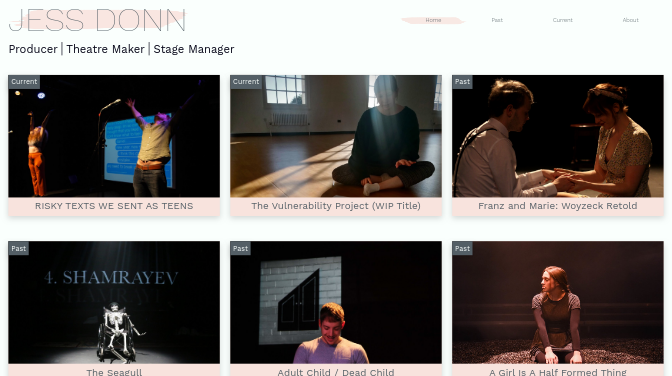 JESS DONN
Home Past Current About
Producer | Theatre Maker | Stage Manager
Current
Current
Past
RISKY TEXTS WE SENT AS TEENS
The Vulnerability Project (WIP Title)
Franz and Marie: Woyzeck Retold
Past
4. SHAMRAYEV
Past
Past
The Seagull
Adult Child / Dead Child
A Girl Is A Half Formed Thing